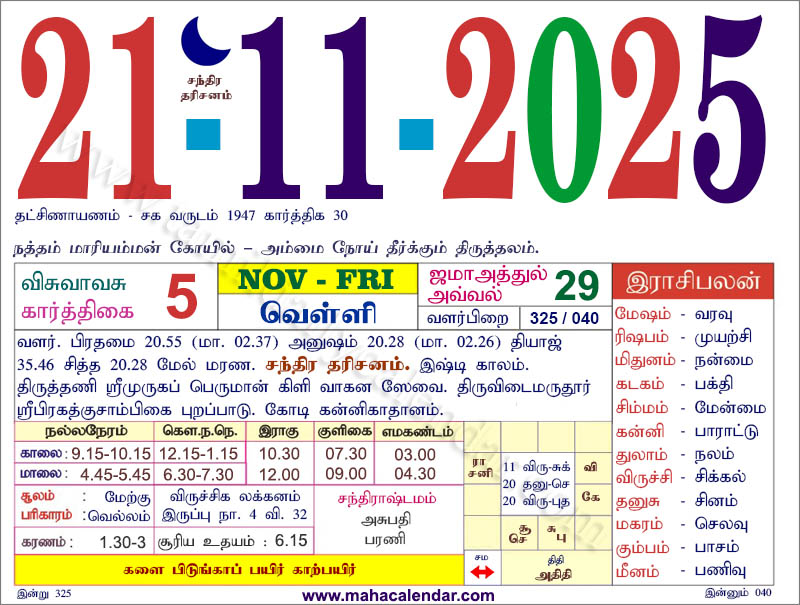 21-11-2025
சந்திர
தரிசனம்
தட்சிணாயணம் - சக வருடம் 1947 கார்த்திக 30
நத்தம் மாரியம்மன் கோயில் – அம்மை நோய் தீர்க்கும் திருத்தலம்.
விசுவாவசு
கார்த்திகை 5
NOV - FRI
வெள்ளி
ஜமாஅத்துல்
அவ்வல் 29
வளர்பிறை 325 / 040
வளர். பிரதமை 20.55 (மா. 02.37) அனுஷம் 20.28 (மா. 02.26) தியாஜ்
35.46 சித்த 20.28 மேல் மரண. சந்திர தரிசனம். இஷ்டி காலம்.
திருத்தணி ஸ்ரீமுருகப் பெருமான் கிளி வாகன ஸேவை. திருவிடைமருதூர்
ஸ்ரீபிரகத்குசாம்பிகை புறப்பாடு. கோடி கன்னிகாதானம்.
நல்லநேரம் கௌ.ந.நெ. இராகு குளிகை எமகண்டம்
காலை: 9.15-10.15 12.15-1.15 10.30 07.30 03.00
மாலை: 4.45-5.45 6.30-7.30 12.00 09.00 04.30
சூலம் : மேற்கு
பரிகாரம் : வெல்லம்
விருச்சிக லக்கனம்
இருப்பு நா. 4 வி. 32
கரணம் : 1.30-3 சூரிய உதயம் : 6.15
சந்திராஷ்டமம்
அசுபதி
பரணி
களை பிடுங்காப் பயிர் காற்பயிர்
ரா
சனி
11 விரு-சுக்
20 தனு-செ
20 விரு-புத
வி
கே
சூ
செ
சு
பு
சம
திதி
அதிதி
இராசிபலன்
மேஷம் - வரவு
ரிஷபம் - முயற்சி
மிதுனம் - நன்மை
கடகம் - பக்தி
சிம்மம் - மேன்மை
கன்னி - பாராட்டு
துலாம் - நலம்
விருச்சி - சிக்கல்
தனுசு - சினம்
மகரம் - செலவு
கும்பம் - பாசம்
மீனம் - பணிவு
இன்று 325
www.mahacalendar.com
இன்னும் 040